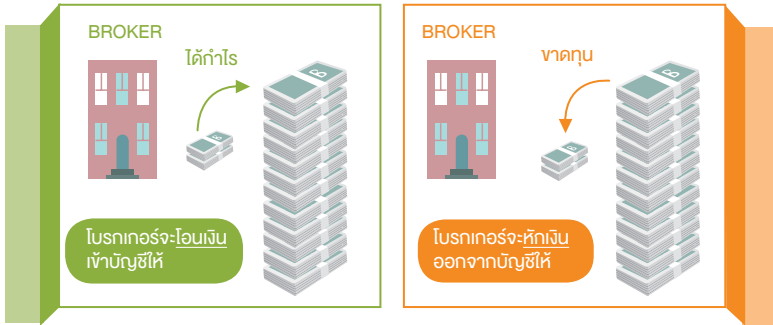 BROKER
ได้กำไร
โบรกเกอร์จะโอนเงิน
เข้าบัญชีให้
BROKER
ขาดทุน
โบรกเกอร์จะหักเงิน
ออกจากบัญชีให้